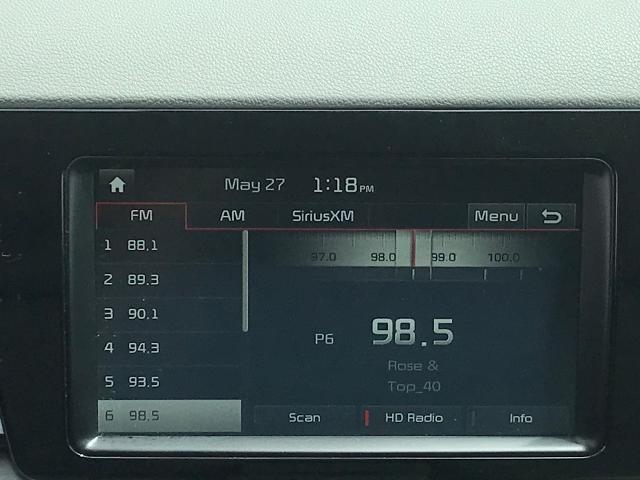 May 27 1:18 PM
FM AM SiriusXM Menu
1 88.1
2 89.3
3 90.1
4 94.3
5 93.5
6 98.5
97.0 98.0 99.0 100.0
P6 98.5
Rose &
Top_40
Scan HD Radio Info